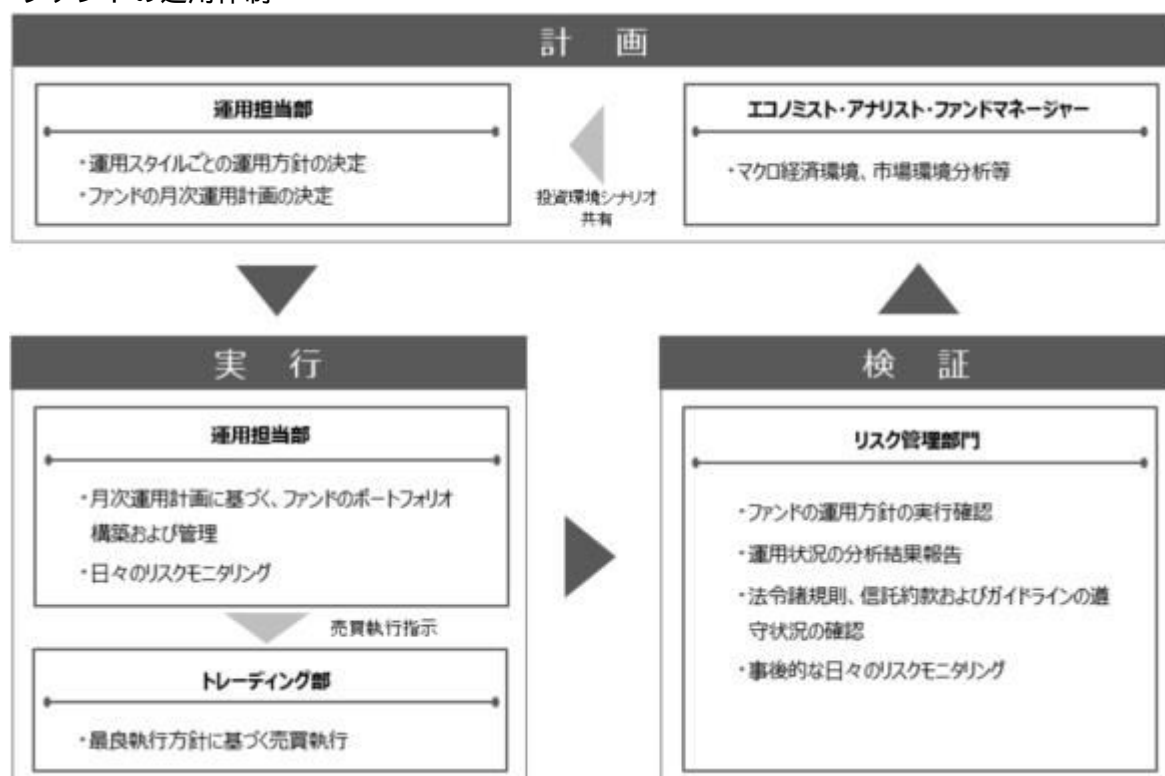 ファンドの運用体制
計 画
運用担当部
・運用スタイルごとの運用方針の決定
・ファンドの月次運用計画の決定
投資環境シナリオ
共有
エコノミスト・アナリスト・ファンドマネージャー
・マクロ経済環境、市場環境分析等
実 行
運用担当部
・月次運用計画に基づく、ファンドのポートフォリオ
構築および管理
・日々のリスクモニタリング
売買執行指示
トレーディング部
・最良執行方針に基づく売買執行
検 証
リスク管理部門
・ファンドの運用方針の実行確認
・運用状況の分析結果報告
・法令諸規則、信託約款およびガイドラインの遵
守状況の確認
・事後的な日々のリスクモニタリング